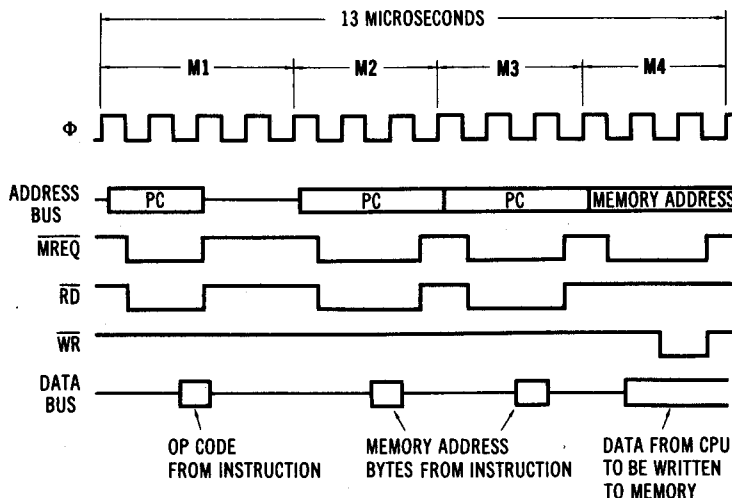 13 MICROSECONDS
M1 M2 M3 M4
Φ
ADDRESS
BUS
PC PC PC MEMORY ADDRESS
MREQ
RD
WR
DATA
BUS
OP CODE
FROM INSTRUCTION
MEMORY ADDRESS
BYTES FROM INSTRUCTION
DATA FROM CPU
TO BE WRITTEN
TO MEMORY